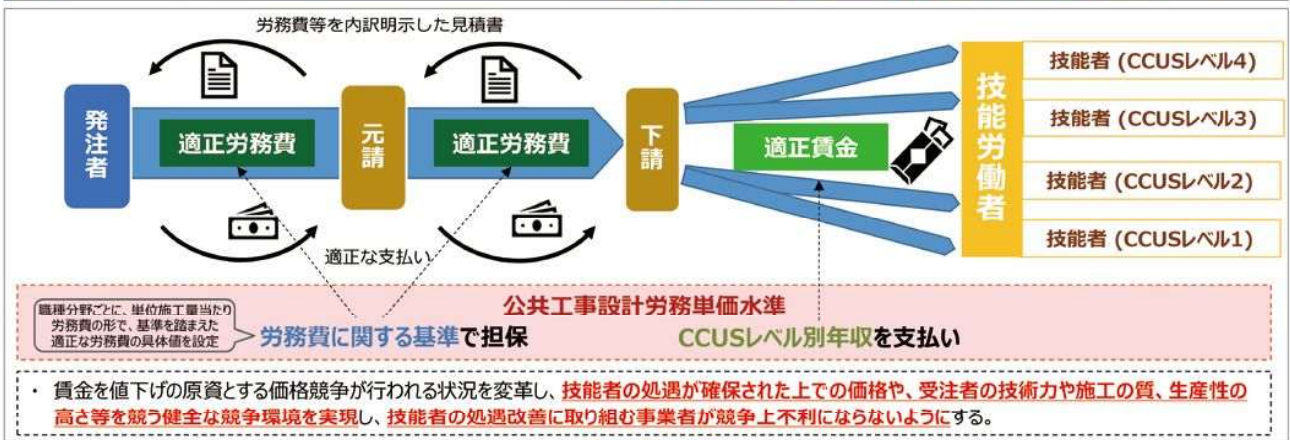 労務費等を内訳明示した見積書
発注者
適正労務費
元請
適正労務費
下請
適正賃金
技能労働者
技能者 (CCUSレベル4)
技能者 (CCUSレベル3)
技能者 (CCUSレベル2)
技能者 (CCUSレベル1)
適正な支払い
公共工事設計労務単価水準
職種分野ごとに、単位施工量当たり
労務費の形で、基準を踏まえた
適正な労務費の具体値を設定
労務費に関する基準で担保
CCUSレベル別年収を支払い
・ 賃金を値下げの原資とする価格競争が行われる状況を変革し、技能者の処遇が確保された上での価格や、受注者の技術力や施工の質、生産性の
高さ等を競う健全な競争環境を実現し、技能者の処遇改善に取り組む事業者が競争上不利にならないようにする。